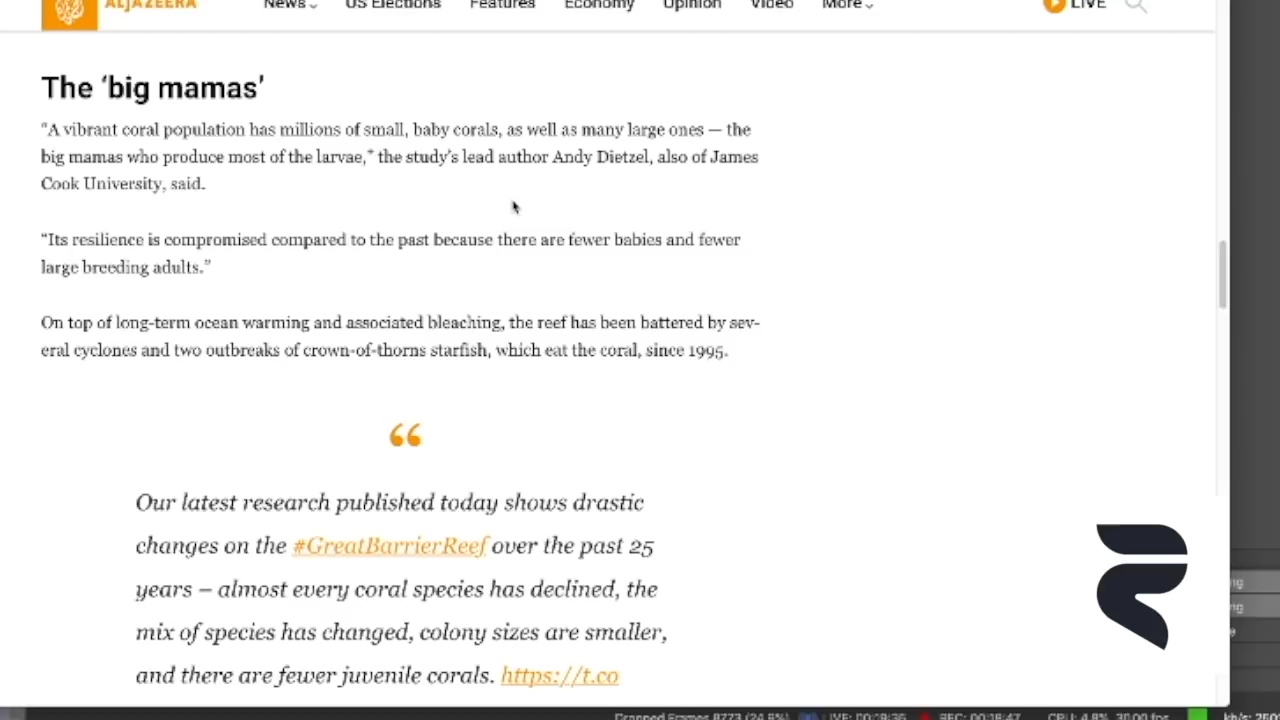 ALJAZEERA
News
US Elections
Features
Economy
Opinion
Video
More
LIVE
The ‘big mamas’
“A vibrant coral population has millions of small, baby corals, as well as many large ones — the
big mamas who produce most of the larvae,” the study’s lead author Andy Dietzel, also of James
Cook University, said.
“Its resilience is compromised compared to the past because there are fewer babies and fewer
large breeding adults.”
On top of long-term ocean warming and associated bleaching, the reef has been battered by sev-
eral cyclones and two outbreaks of crown-of-thorns starfish, which eat the coral, since 1995.
“
Our latest research published today shows drastic
changes on the #GreatBarrierReef over the past 25
years – almost every coral species has declined, the
mix of species has changed, colony sizes are smaller,
and there are fewer juvenile corals. https://t.co